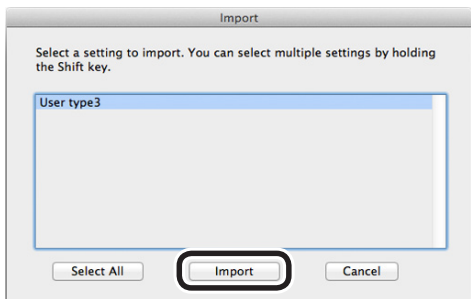 Import
Select a setting to import. You can select multiple settings by holding
the Shift key.
User type3
Select All Import Cancel